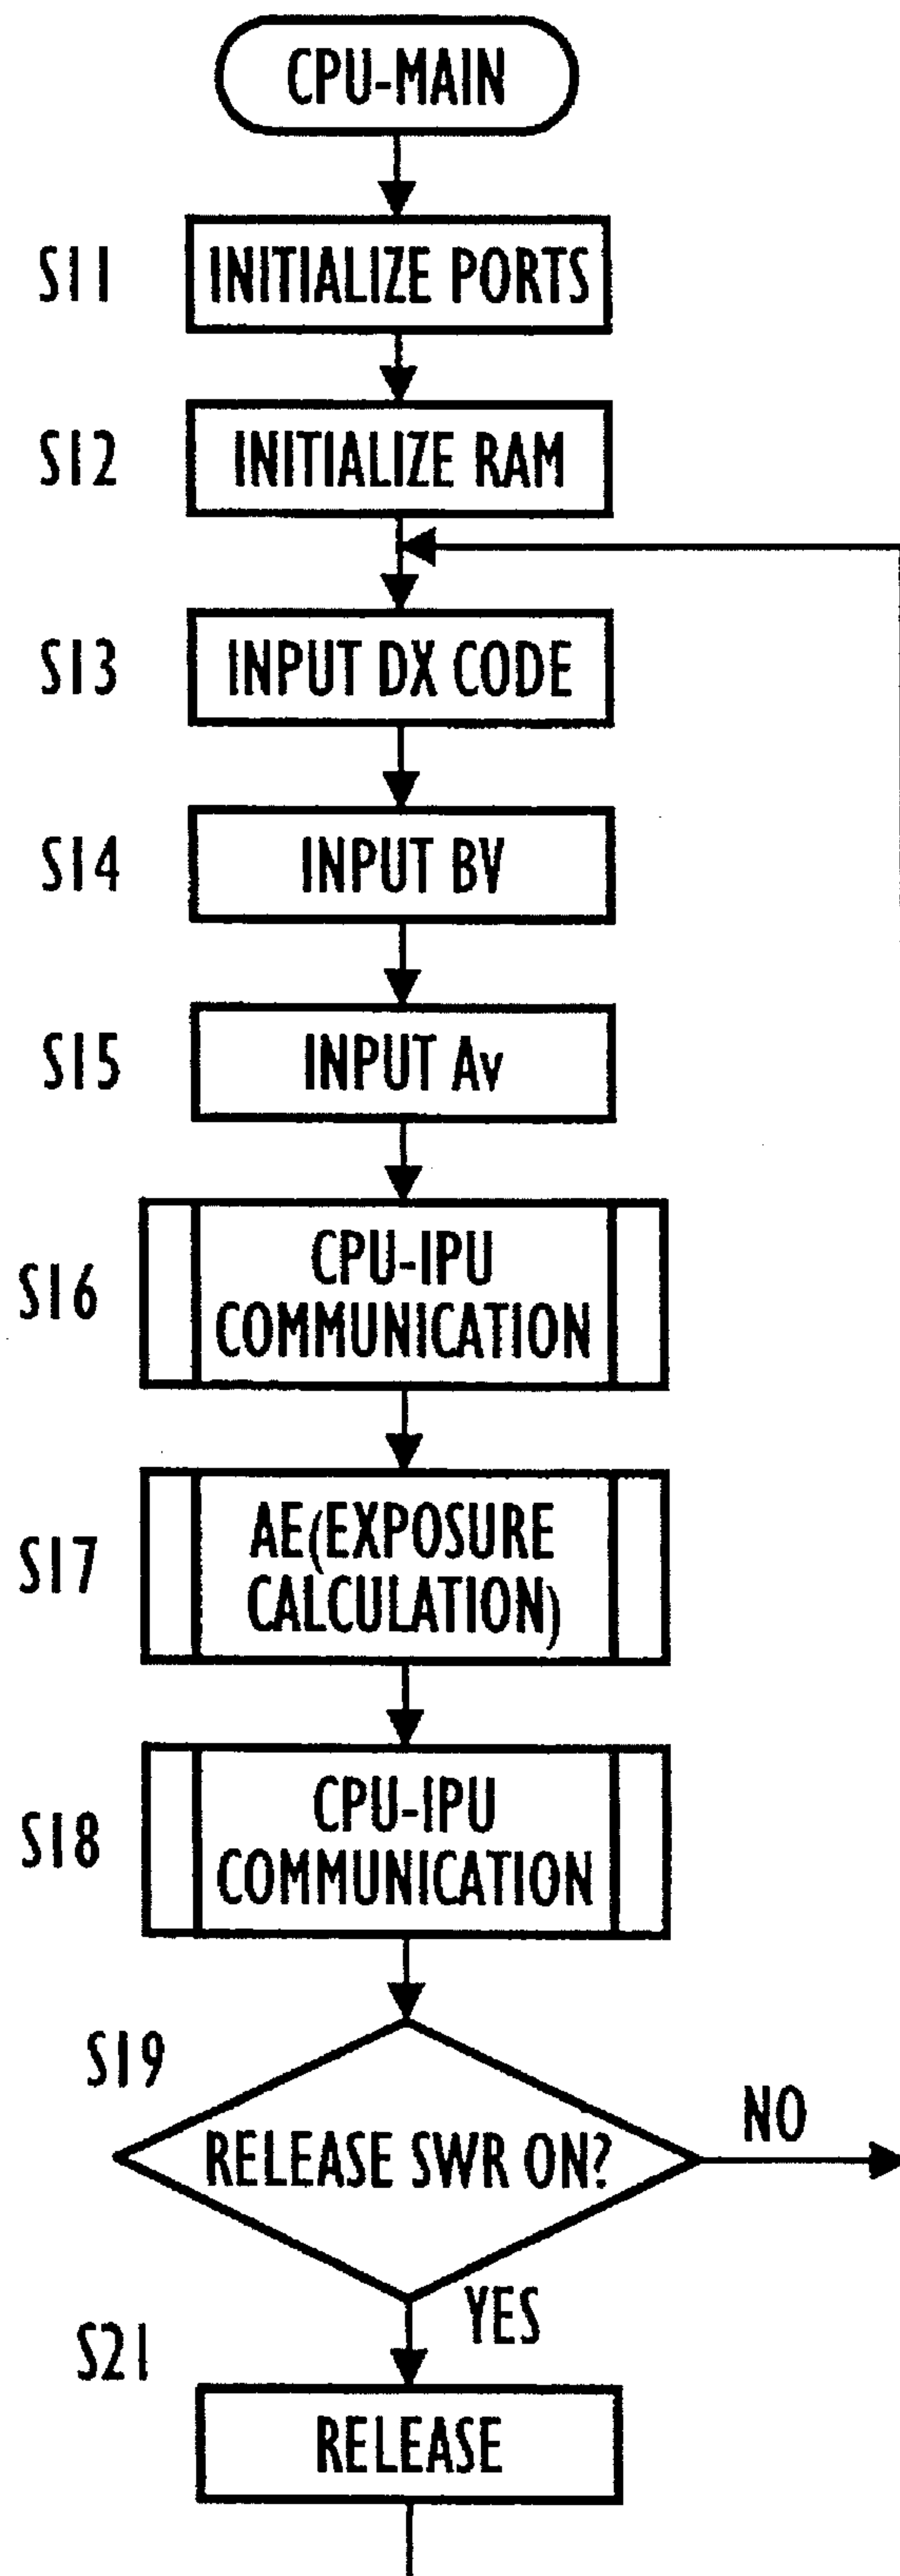 CPU-MAIN
S11
INITIALIZE PORTS
S12
INITIALIZE RAM
S13
INPUT DX CODE
S14
INPUT BV
S15
INPUT Av
S16
CPU-IPU
COMMUNICATION
S17
AE(EXPOSURE
CALCULATION)
S18
CPU-IPU
COMMUNICATION
S19
RELEASE SWR ON?
NO
YES
S21
RELEASE